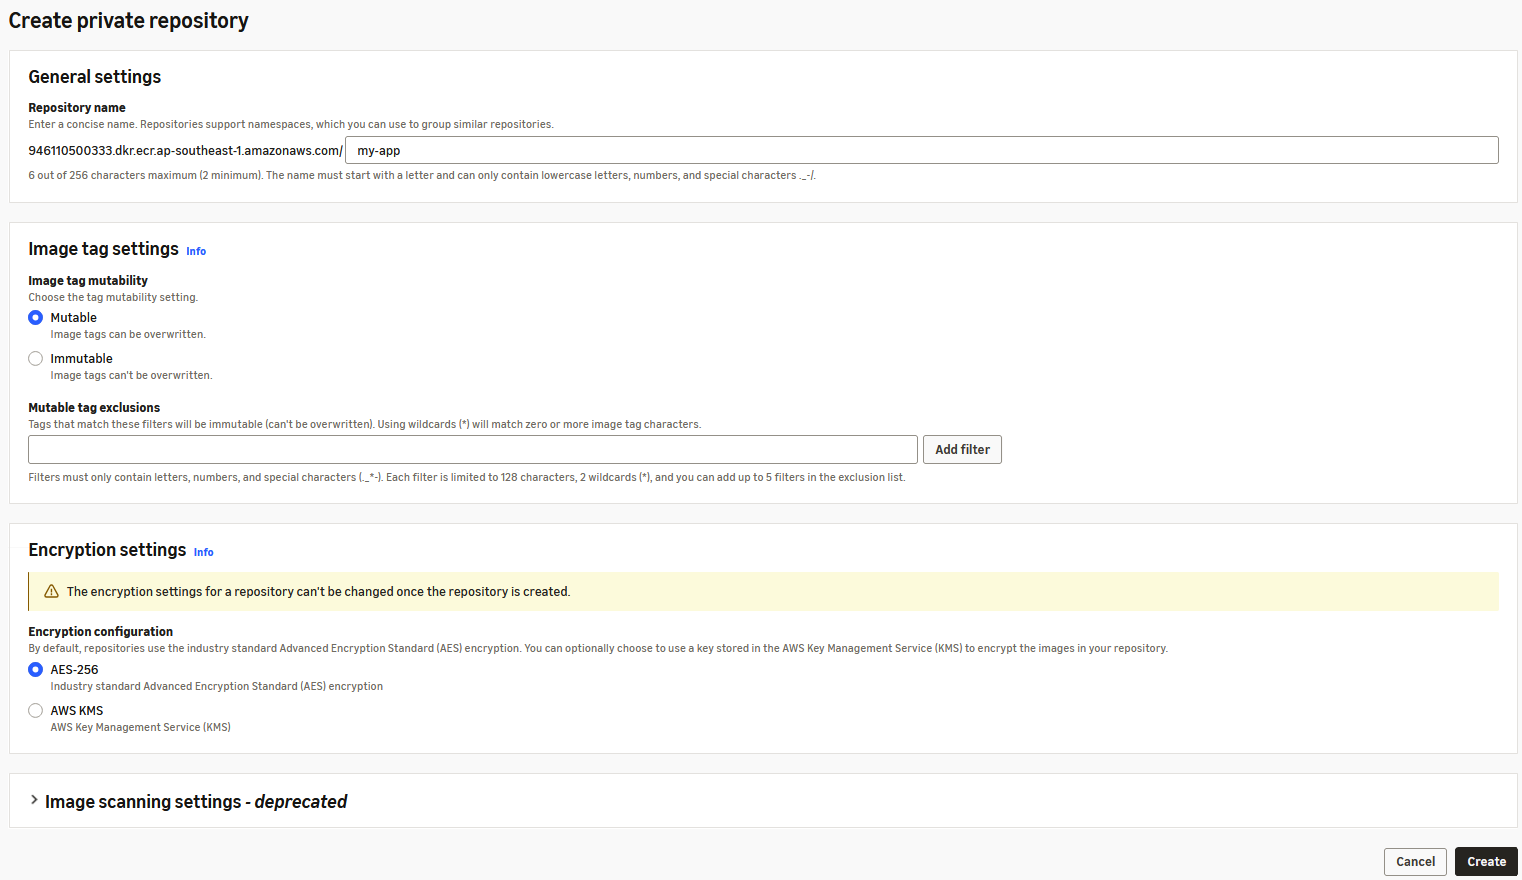 Create private repository
General settings
Repository name
Enter a concise name. Repositories support namespaces, which you can use to group similar repositories.
946110500333.dkr.ecr.ap-southeast-1.amazonaws.com/ my-app
6 out of 256 characters maximum (2 minimum). The name must start with a letter and can only contain lowercase letters, numbers, and special characters ._-/.
Image tag settings Info
Image tag mutability
Choose the tag mutability setting.
Mutable
Image tags can be overwritten.
Immutable
Image tags can't be overwritten.
Mutable tag exclusions
Tags that match these filters will be immutable (can't be overwritten). Using wildcards (*) will match zero or more image tag characters.
Add filter
Filters must only contain letters, numbers, and special characters (._*-). Each filter is limited to 128 characters, 2 wildcards (*), and you can add up to 5 filters in the exclusion list.
Encryption settings Info
The encryption settings for a repository can't be changed once the repository is created.
Encryption configuration
By default, repositories use the industry standard Advanced Encryption Standard (AES) encryption. You can optionally choose to use a key stored in the AWS Key Management Service (KMS) to encrypt the images in your repository.
AES-256
Industry standard Advanced Encryption Standard (AES) encryption
AWS KMS
AWS Key Management Service (KMS)
Image scanning settings - deprecated
Cancel Create